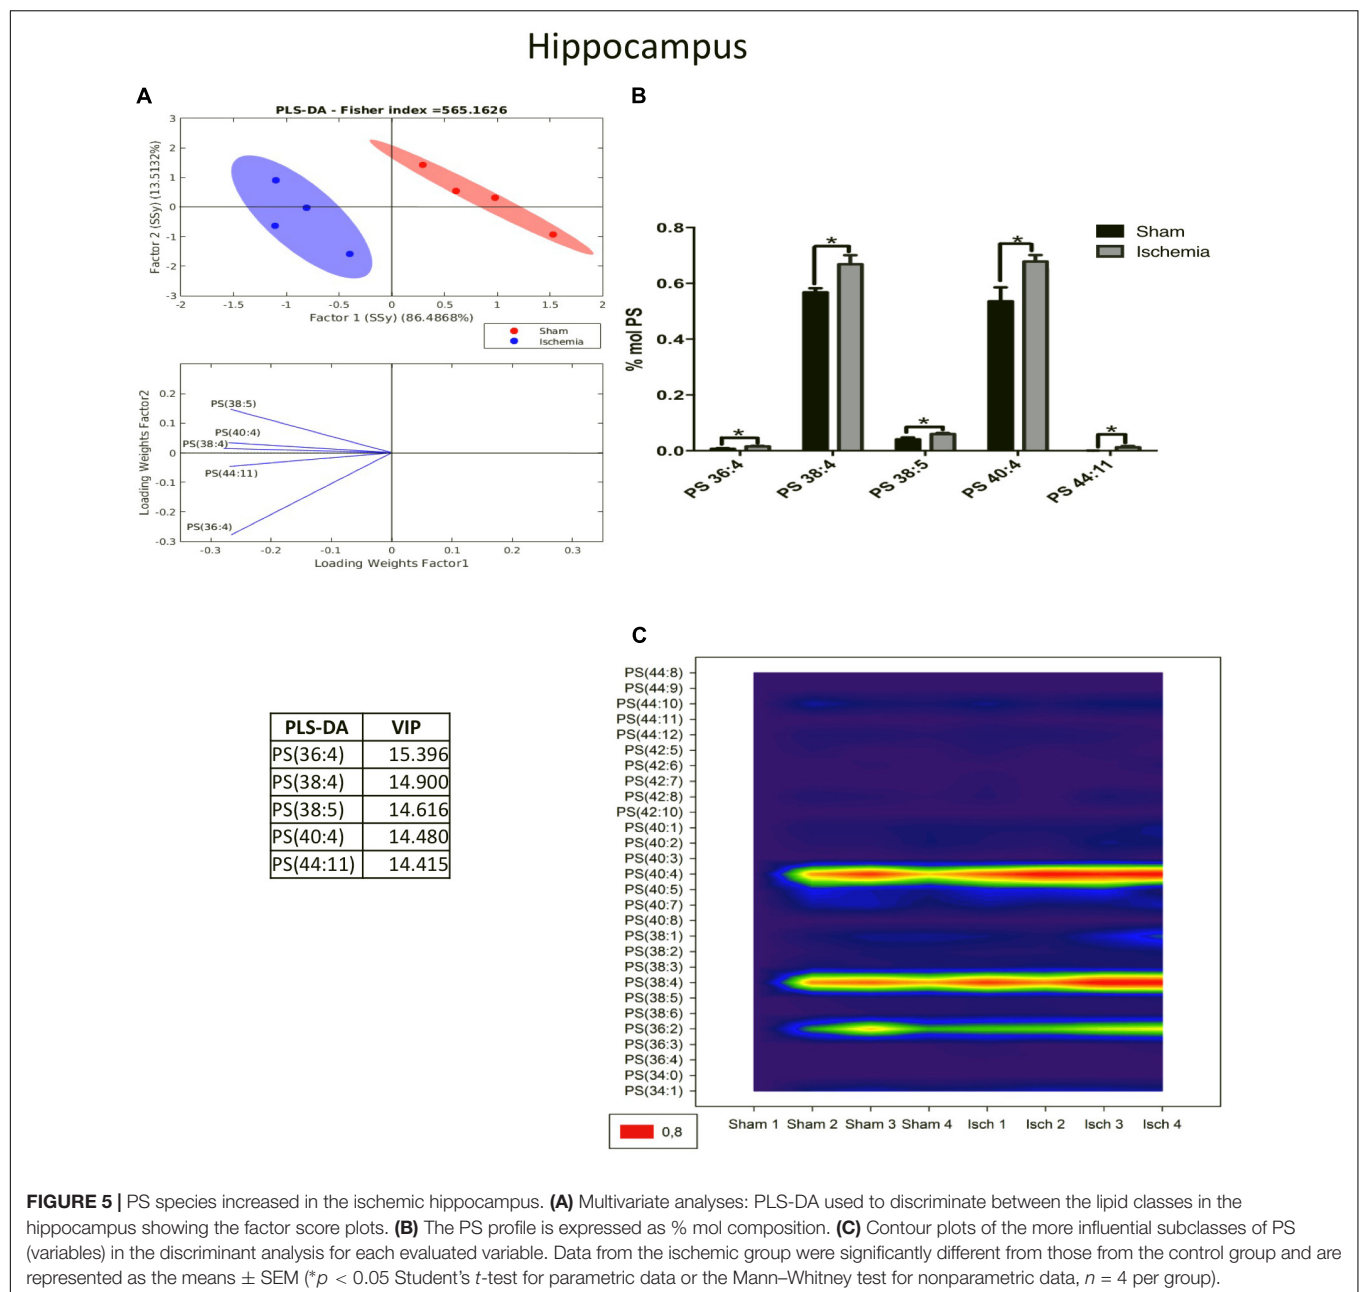 Hippocampus
A
PLS-DA - Fisher index =565.1626
Factor 2 (SSy) (13.5132%)
3
2
1
0
-1
-2
-3
-2 -1.5 -1 -0.5 0 0.5 1 1.5 2
Factor 1 (SSy) (86.4868%)
Sham
Ischemia
Loading Weights Factor2
0.2
0.1
0
-0.1
-0.2
-0.3
PS(38:5)
PS(40:4)
PS(38:4)
PS(44:11)
PS(36:4)
-0.3 -0.2 -0.1 0 0.1 0.2 0.3
Loading Weights Factor1
B
% mol PS
0.8
0.6
0.4
0.2
0.0
Sham
Ischemia
* * * * *
PS 36:4 PS 38:4 PS 38:5 PS 40:4 PS 44:11
PLS-DA VIP
PS(36:4) 15.396
PS(38:4) 14.900
PS(38:5) 14.616
PS(40:4) 14.480
PS(44:11) 14.415
C
PS(44:8)
PS(44:9)
PS(44:10)
PS(44:11)
PS(44:12)
PS(42:5)
PS(42:6)
PS(42:7)
PS(42:8)
PS(42:10)
PS(40:1)
PS(40:2)
PS(40:3)
PS(40:4)
PS(40:5)
PS(40:7)
PS(40:8)
PS(38:1)
PS(38:2)
PS(38:3)
PS(38:4)
PS(38:5)
PS(38:6)
PS(36:2)
PS(36:3)
PS(36:4)
PS(34:0)
PS(34:1)
Sham 1 Sham 2 Sham 3 Sham 4 Isch 1 Isch 2 Isch 3 Isch 4
0,8
FIGURE 5 | PS species increased in the ischemic hippocampus. (A) Multivariate analyses: PLS-DA used to discriminate between the lipid classes in the
hippocampus showing the factor score plots. (B) The PS profile is expressed as % mol composition. (C) Contour plots of the more influential subclasses of PS
(variables) in the discriminant analysis for each evaluated variable. Data from the ischemic group were significantly different from those from the control group and are
represented as the means ± SEM (*p < 0.05 Student's t-test for parametric data or the Mann–Whitney test for nonparametric data, n = 4 per group).